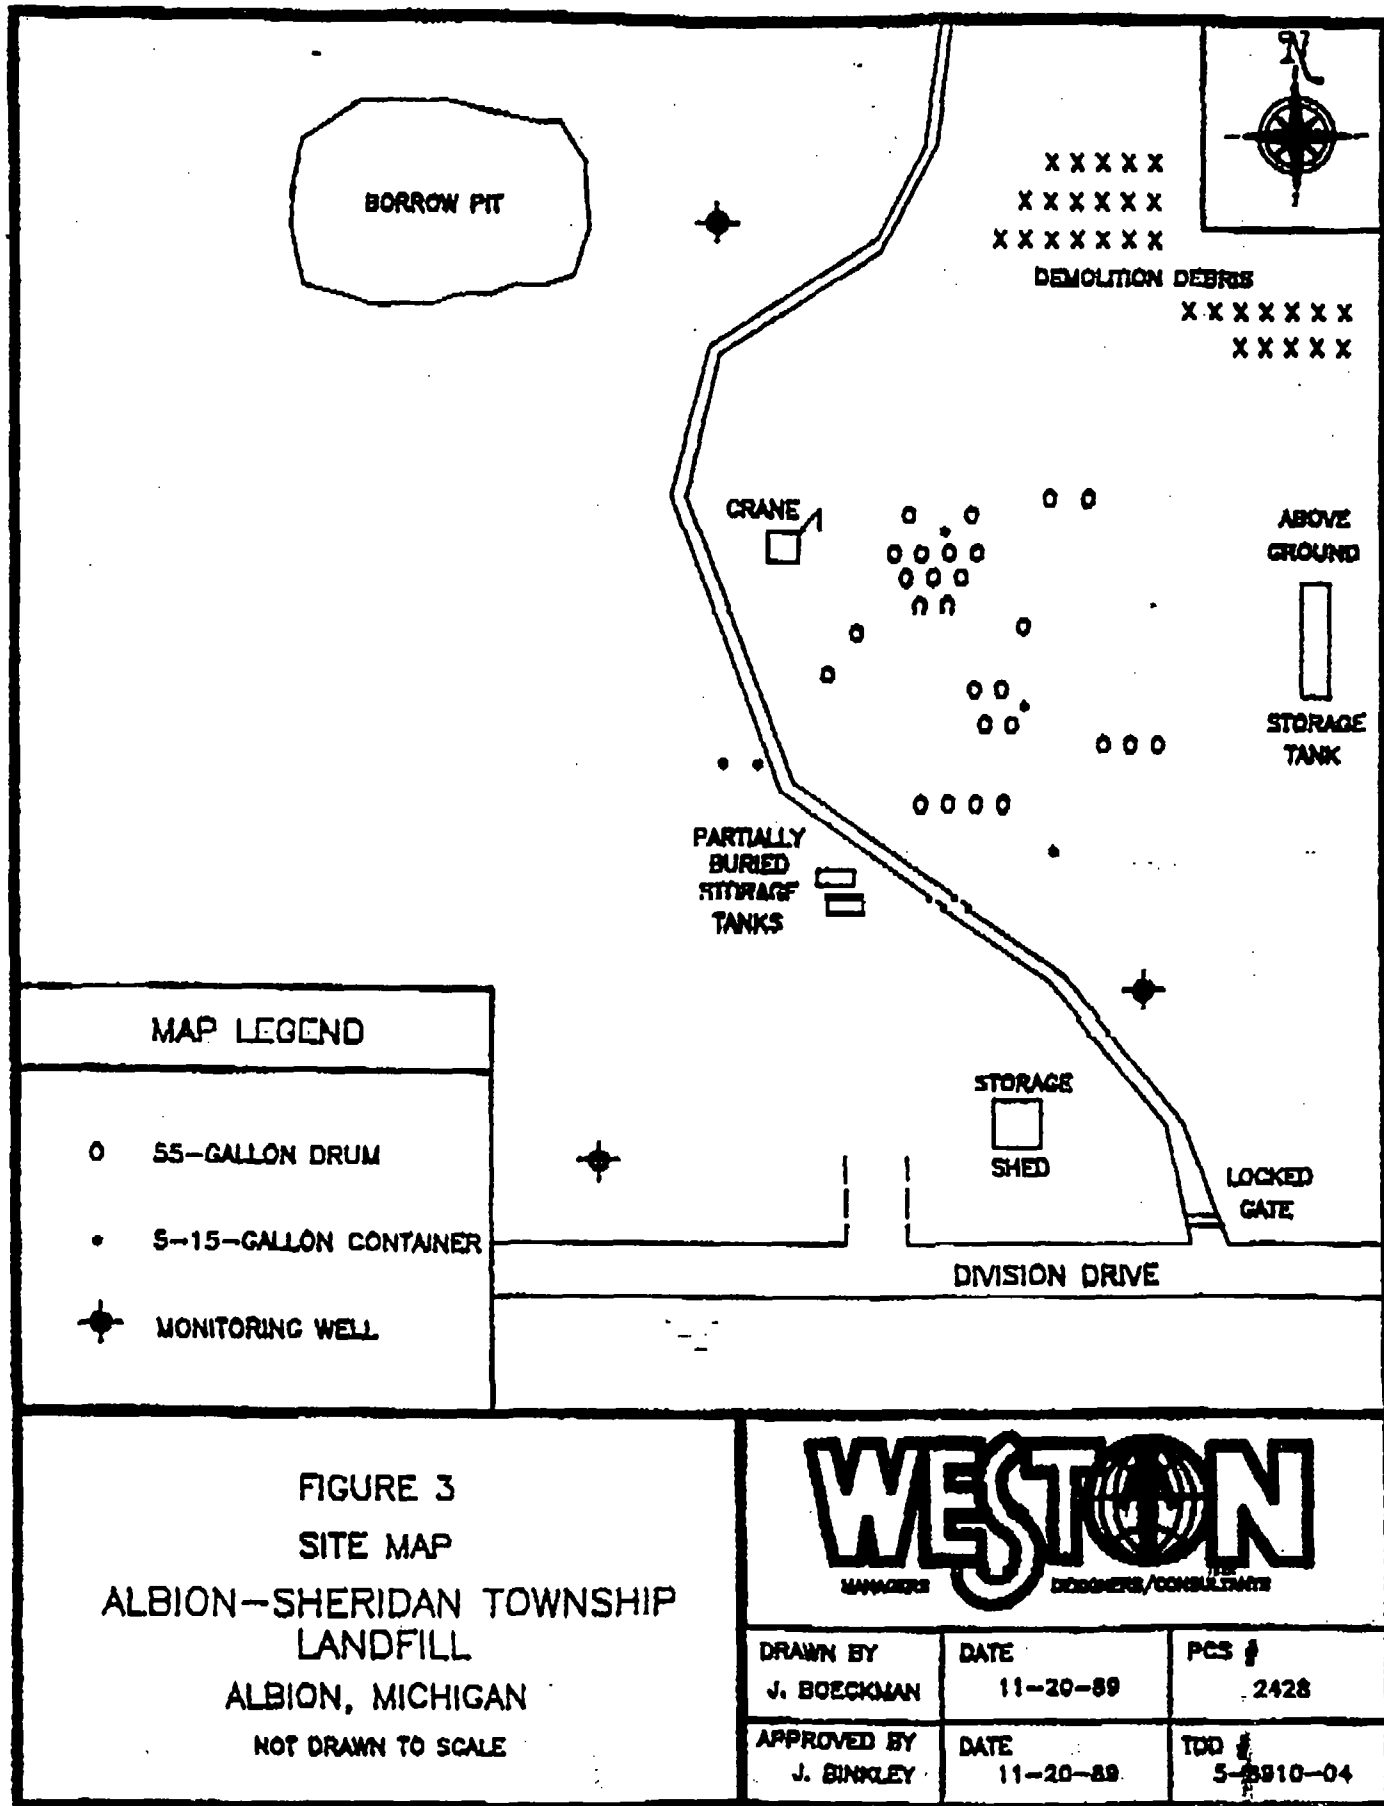 N
BORROW PIT
X X X X X
X X X X X X
X X X X X X X
DEMOLITION DEBRIS
X X X X X X X
X X X X X
CRANE
ABOVE
GROUND
STORAGE
TANK
PARTIALLY
BURIED
STORAGE
TANKS
MAP LEGEND
55-GALLON DRUM
5-15-GALLON CONTAINER
MONITORING WELL
STORAGE
SHED
LOCKED
GATE
DIVISION DRIVE
FIGURE 3
SITE MAP
ALBION-SHERIDAN TOWNSHIP
LANDFILL
ALBION, MICHIGAN
NOT DRAWN TO SCALE
WESTON
MANAGERS DESIGNERS/CONSULTANTS
DRAWN BY
J. BOECKMAN
DATE
11-20-89
PCS #
2428
APPROVED BY
J. BINKLEY
DATE
11-20-89
TDD #
5-8910-04